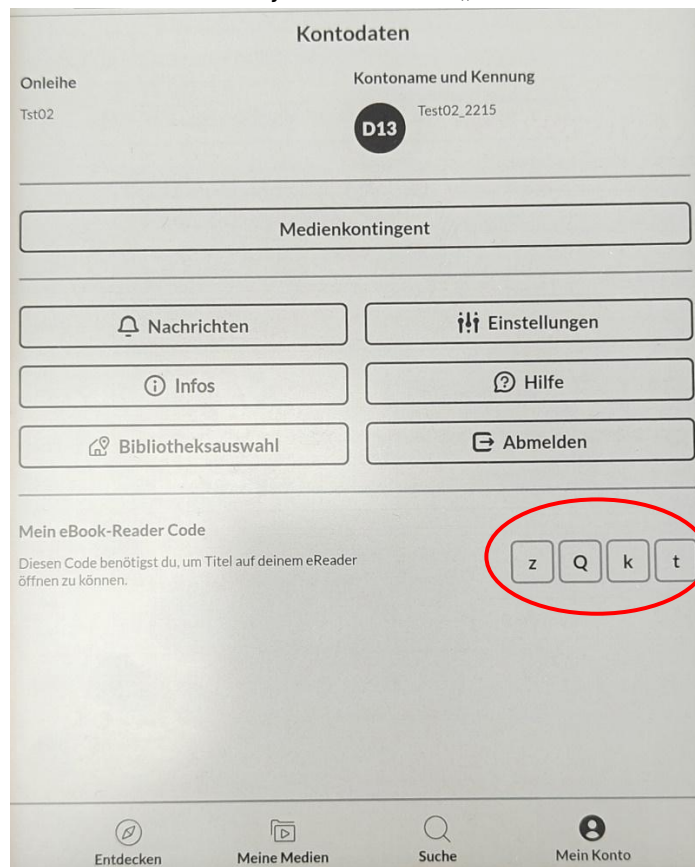 Kontodaten
Onleihe
Kontoname und Kennung
Tst02
D13
Test02_2215
Medienkontingent
Nachrichten
Einstellungen
Infos
Hilfe
Bibliotheksauswahl
Abmelden
Mein eBook-Reader Code
Diesen Code benötigst du, um Titel auf deinem eReader
öffnen zu können.
z Q k t
Entdecken
Meine Medien
Suche
Mein Konto